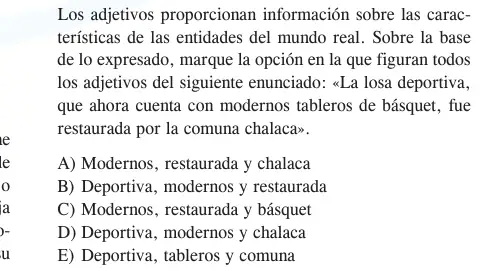 Los adjetivos proporcionan información sobre las carac-
terísticas de las entidades del mundo real. Sobre la base
de lo expresado, marque la opción en la que figuran todos
los adjetivos del siguiente enunciado: «La losa deportiva,
que ahora cuenta con modernos tableros de básquet, fue
restaurada por la comuna chalaca».
A) Modernos, restaurada y chalaca
B) Deportiva, modernos y restaurada
C) Modernos, restaurada y básquet
D) Deportiva, modernos y chalaca
E) Deportiva, tableros y comuna